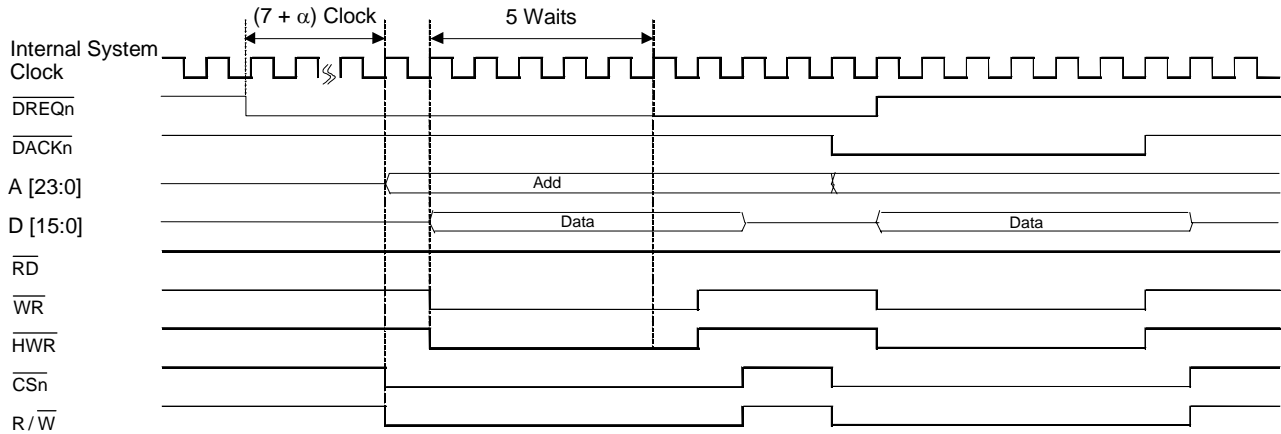 (7 + α) Clock
5 Waits
Internal System
Clock
DREQn
DACKn
A [23:0]
Add
D [15:0]
Data
Data
RD
WR
HWR
CSn
R / W